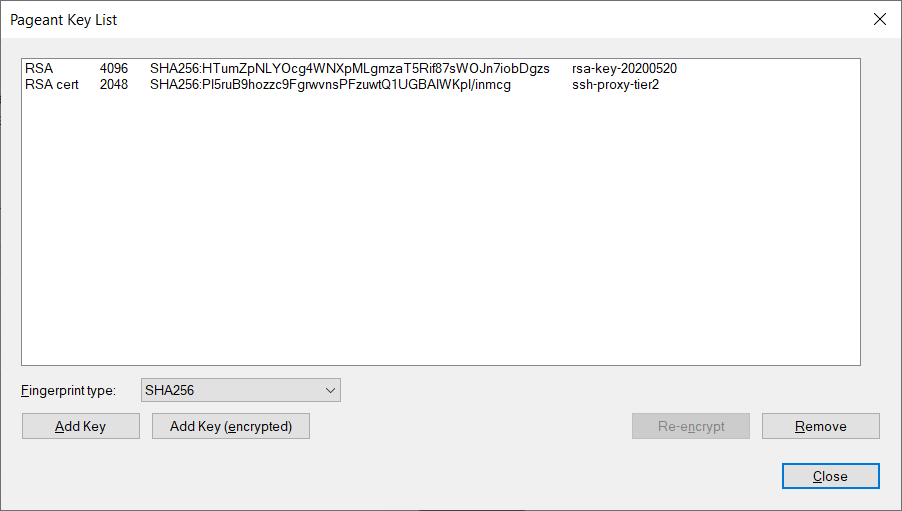 Pageant Key List
RSA 4096 SHA256:HTumZpNLYOcg4WNXpMLgmzaT5Rif87sWOJn7iobDgzs rsa-key-20200520
RSA cert 2048 SHA256:Pl5ruB9hozzc9FgrwvnsPFzuwtQ1UGBAlWKpl/inmcg ssh-proxy-tier2
Fingerprint type: SHA256
Add Key Add Key (encrypted) Re-encrypt Remove
Close